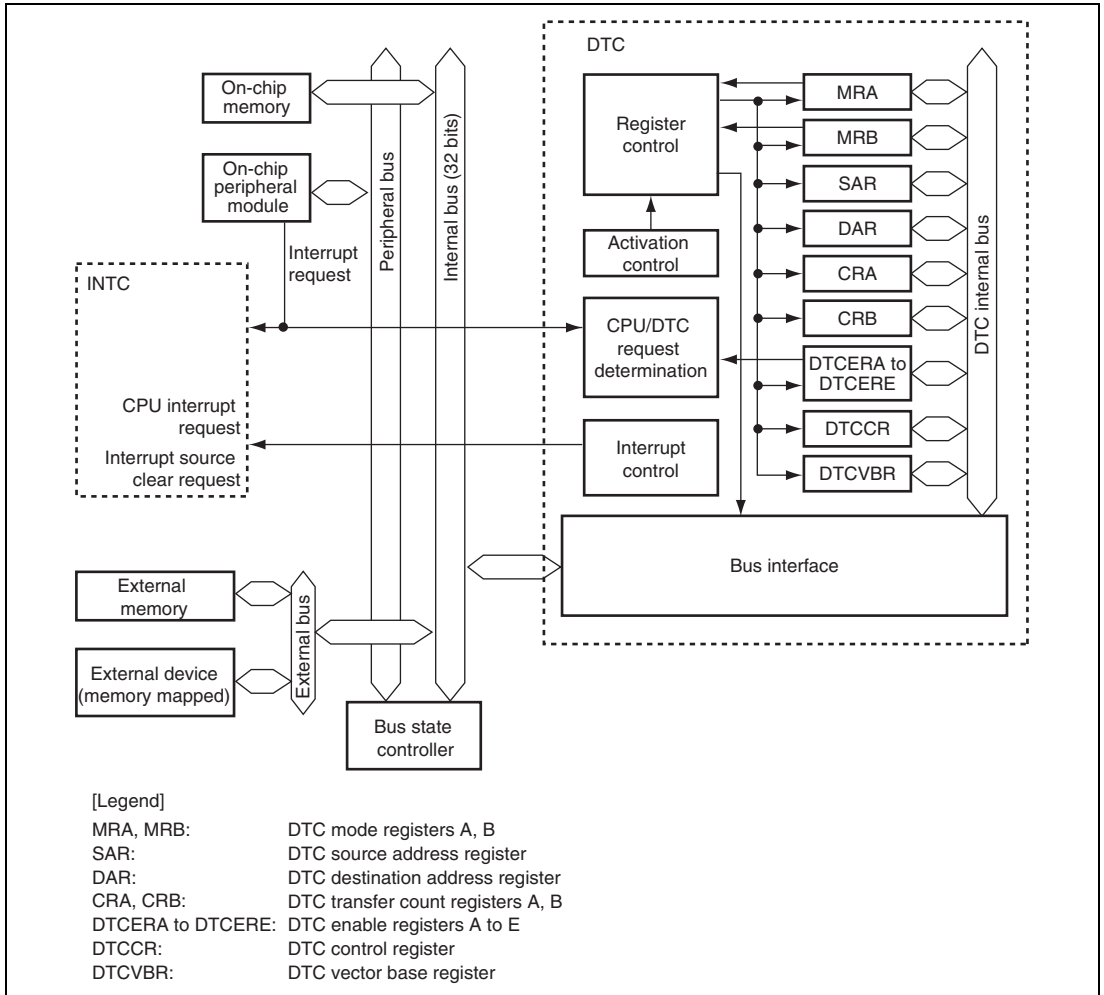 DTC
On-chip
memory
On-chip
peripheral
module
Interrupt
request
Peripheral bus
Internal bus (32 bits)
INTC
CPU interrupt
request
Interrupt source
clear request
Register
control
Activation
control
CPU/DTC
request
determination
Interrupt
control
MRA
MRB
SAR
DAR
CRA
CRB
DTCERA to
DTCERE
DTCCR
DTCVBR
DTC internal bus
Bus interface
External
memory
External device
(memory mapped)
External bus
Bus state
controller
[Legend]
MRA, MRB: DTC mode registers A, B
SAR: DTC source address register
DAR: DTC destination address register
CRA, CRB: DTC transfer count registers A, B
DTCERA to DTCERE: DTC enable registers A to E
DTCCR: DTC control register
DTCVBR: DTC vector base register